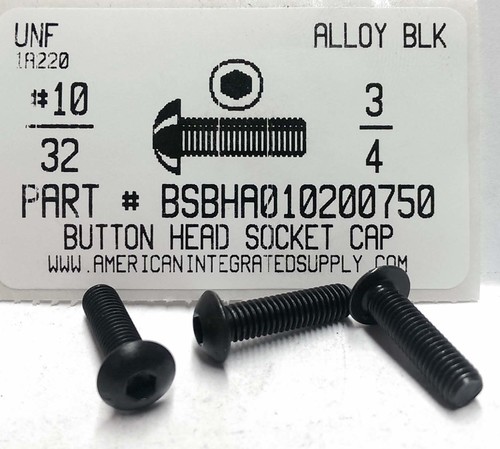 UNF ALLOY BLK
1A220
#10 3
32 4
PART # BSBHA010200750
BUTTON HEAD SOCKET CAP
WWW.AMERICANINTEGRATEDSUPPLY.COM